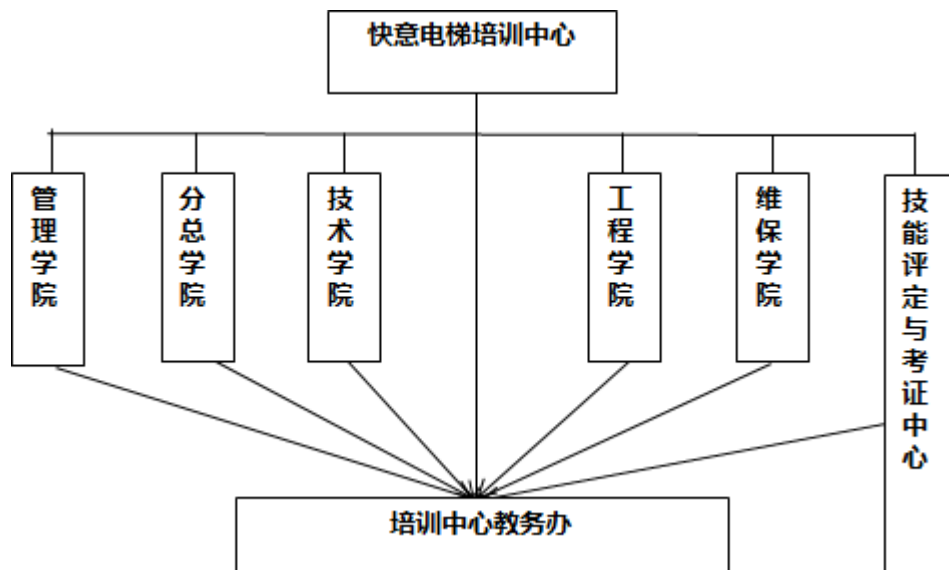 快意电梯培训中心
管理学院
分总学院
技术学院
工程学院
维保学院
技能评定与考证中心
培训中心教务办